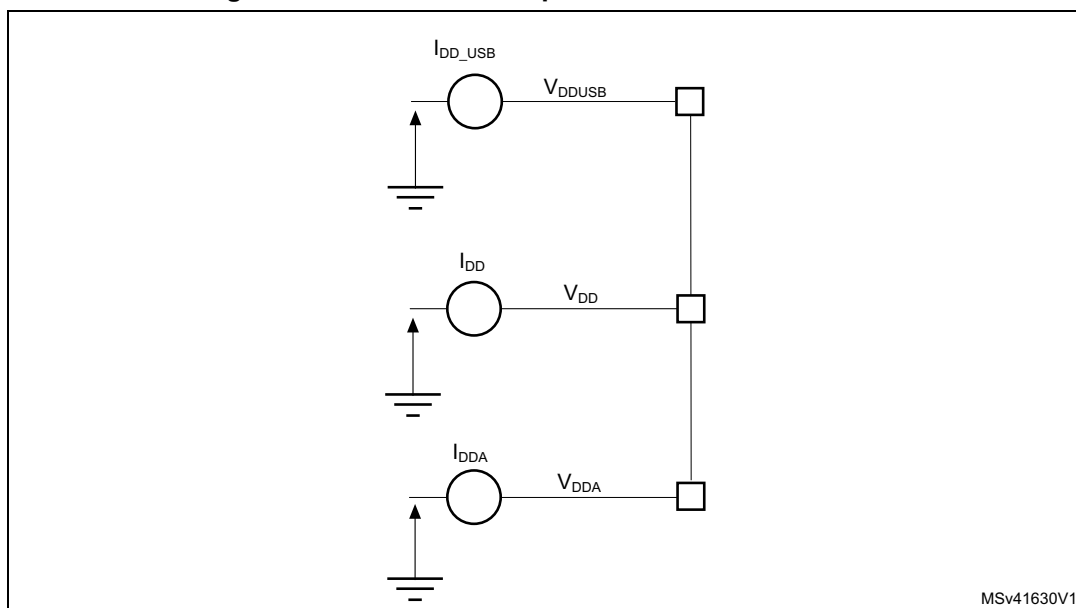 I_DD_USB
V_DDUSB
I_DD
V_DD
I_DDA
V_DDA
MSv41630V1